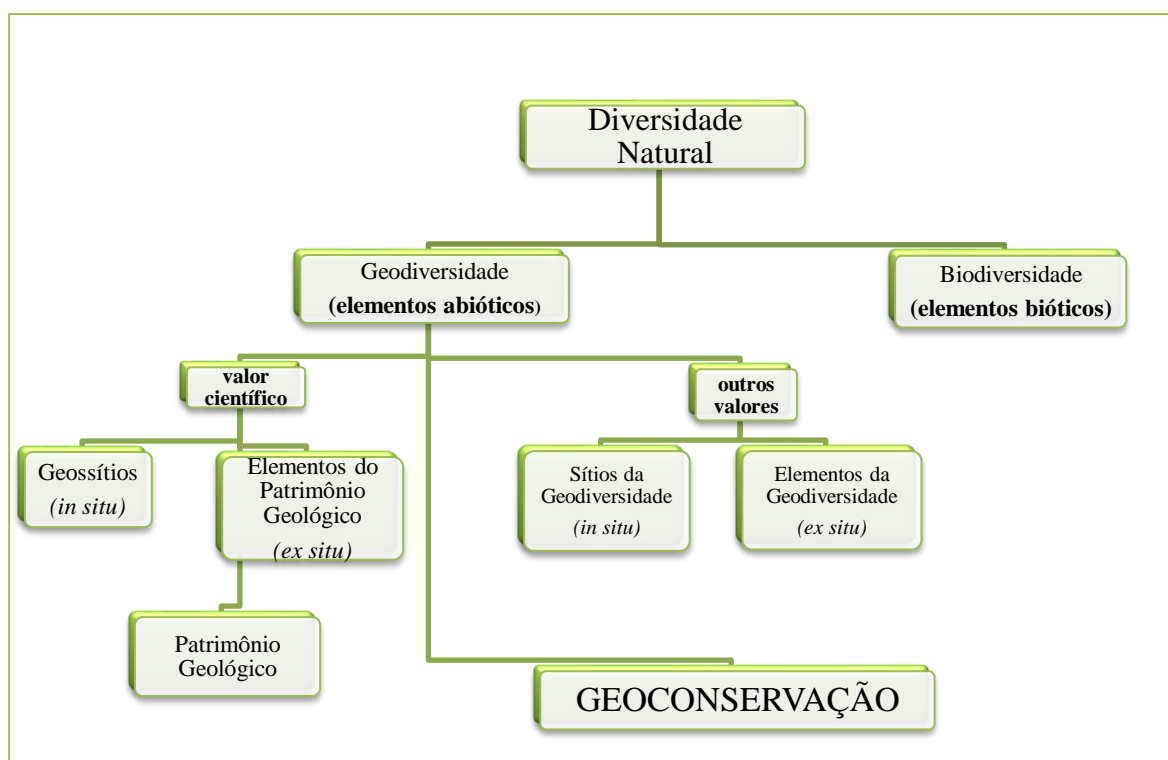 Diversidade
Natural
Geodiversidade
(elementos abióticos)
Biodiversidade
(elementos bióticos)
valor
científico
outros
valores
Geossítios
(in situ)
Elementos do
Patrimônio
Geológico
(ex situ)
Sítios da
Geodiversidade
(in situ)
Elementos da
Geodiversidade
(ex situ)
Patrimônio
Geológico
GEOCONSERVAÇÃO